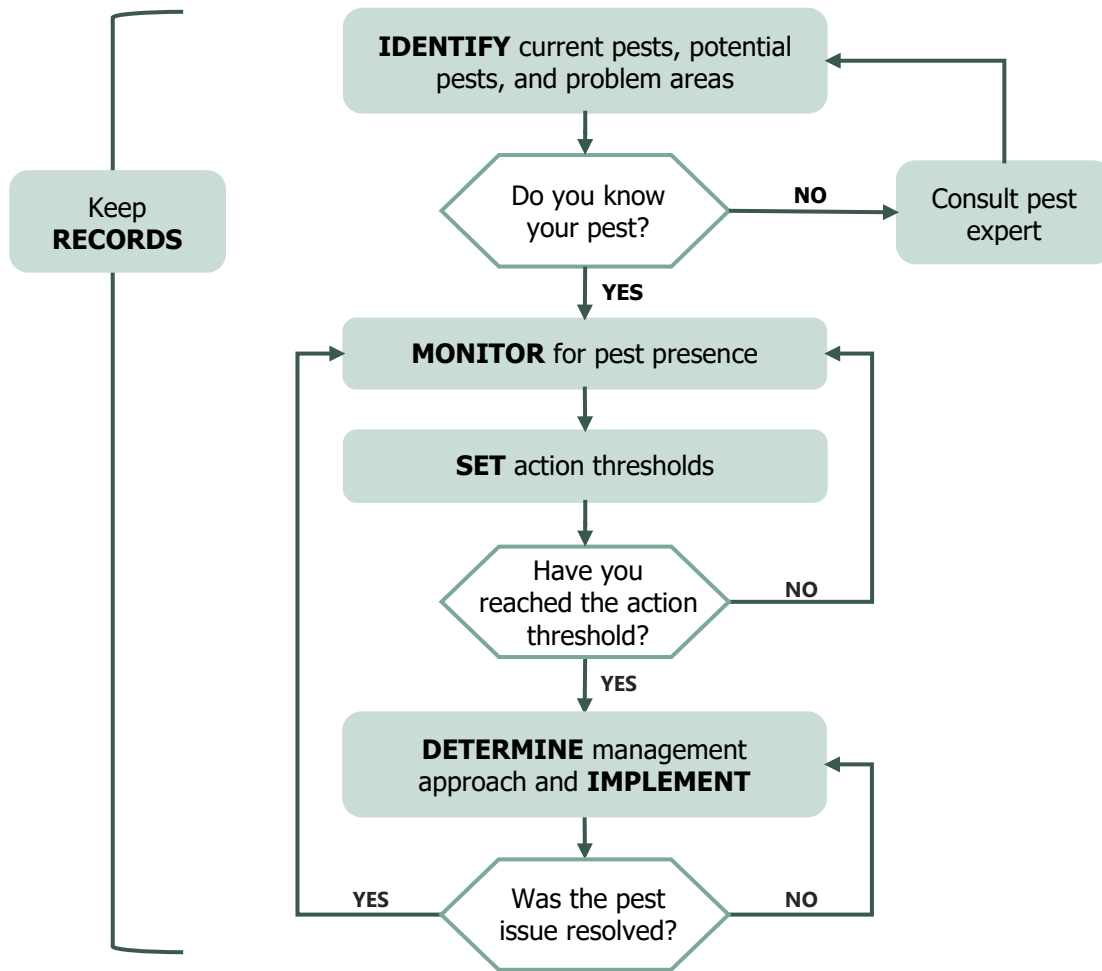 IDENTIFY current pests, potential
pests, and problem areas
Keep
RECORDS
Do you know
your pest?
NO
Consult pest
expert
YES
MONITOR for pest presence
SET action thresholds
Have you
reached the action
threshold?
NO
YES
DETERMINE management
approach and IMPLEMENT
YES
Was the pest
issue resolved?
NO